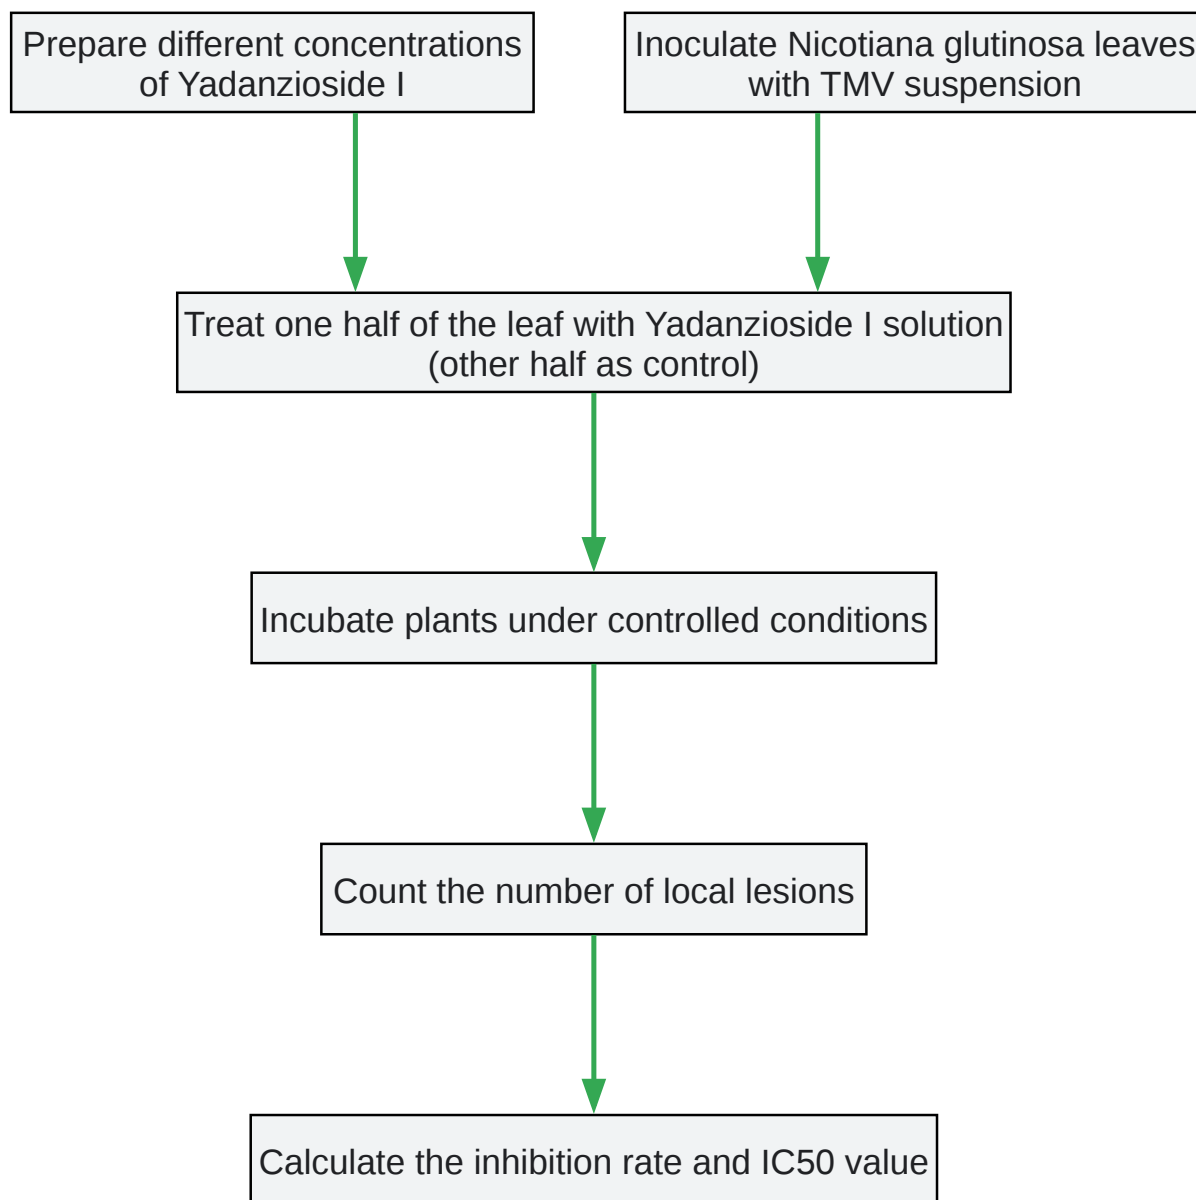 Prepare different concentrations
of Yadanzioside I
Inoculate Nicotiana glutinosa leaves
with TMV suspension
Treat one half of the leaf with Yadanzioside I solution
(other half as control)
Incubate plants under controlled conditions
Count the number of local lesions
Calculate the inhibition rate and IC50 value